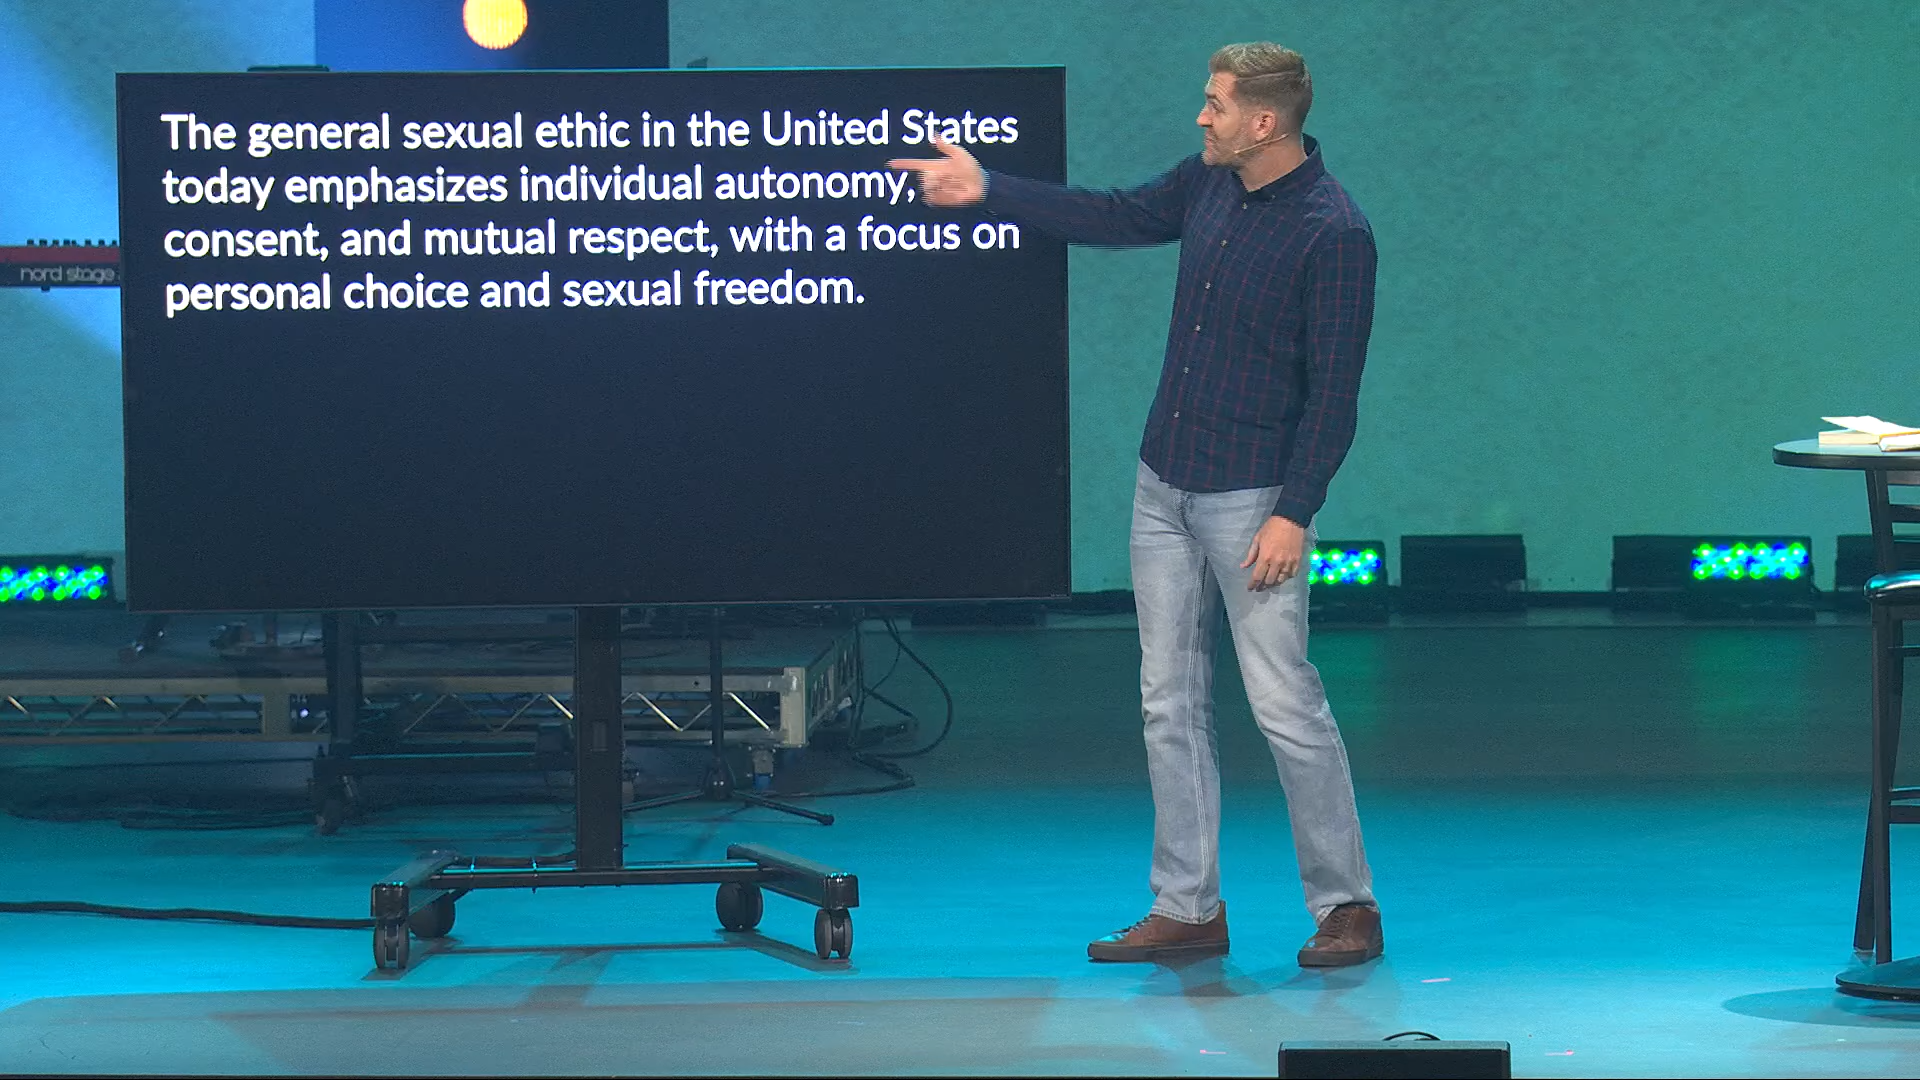 The general sexual ethic in the United States
today emphasizes individual autonomy,
consent, and mutual respect, with a focus on
personal choice and sexual freedom.
nord stage